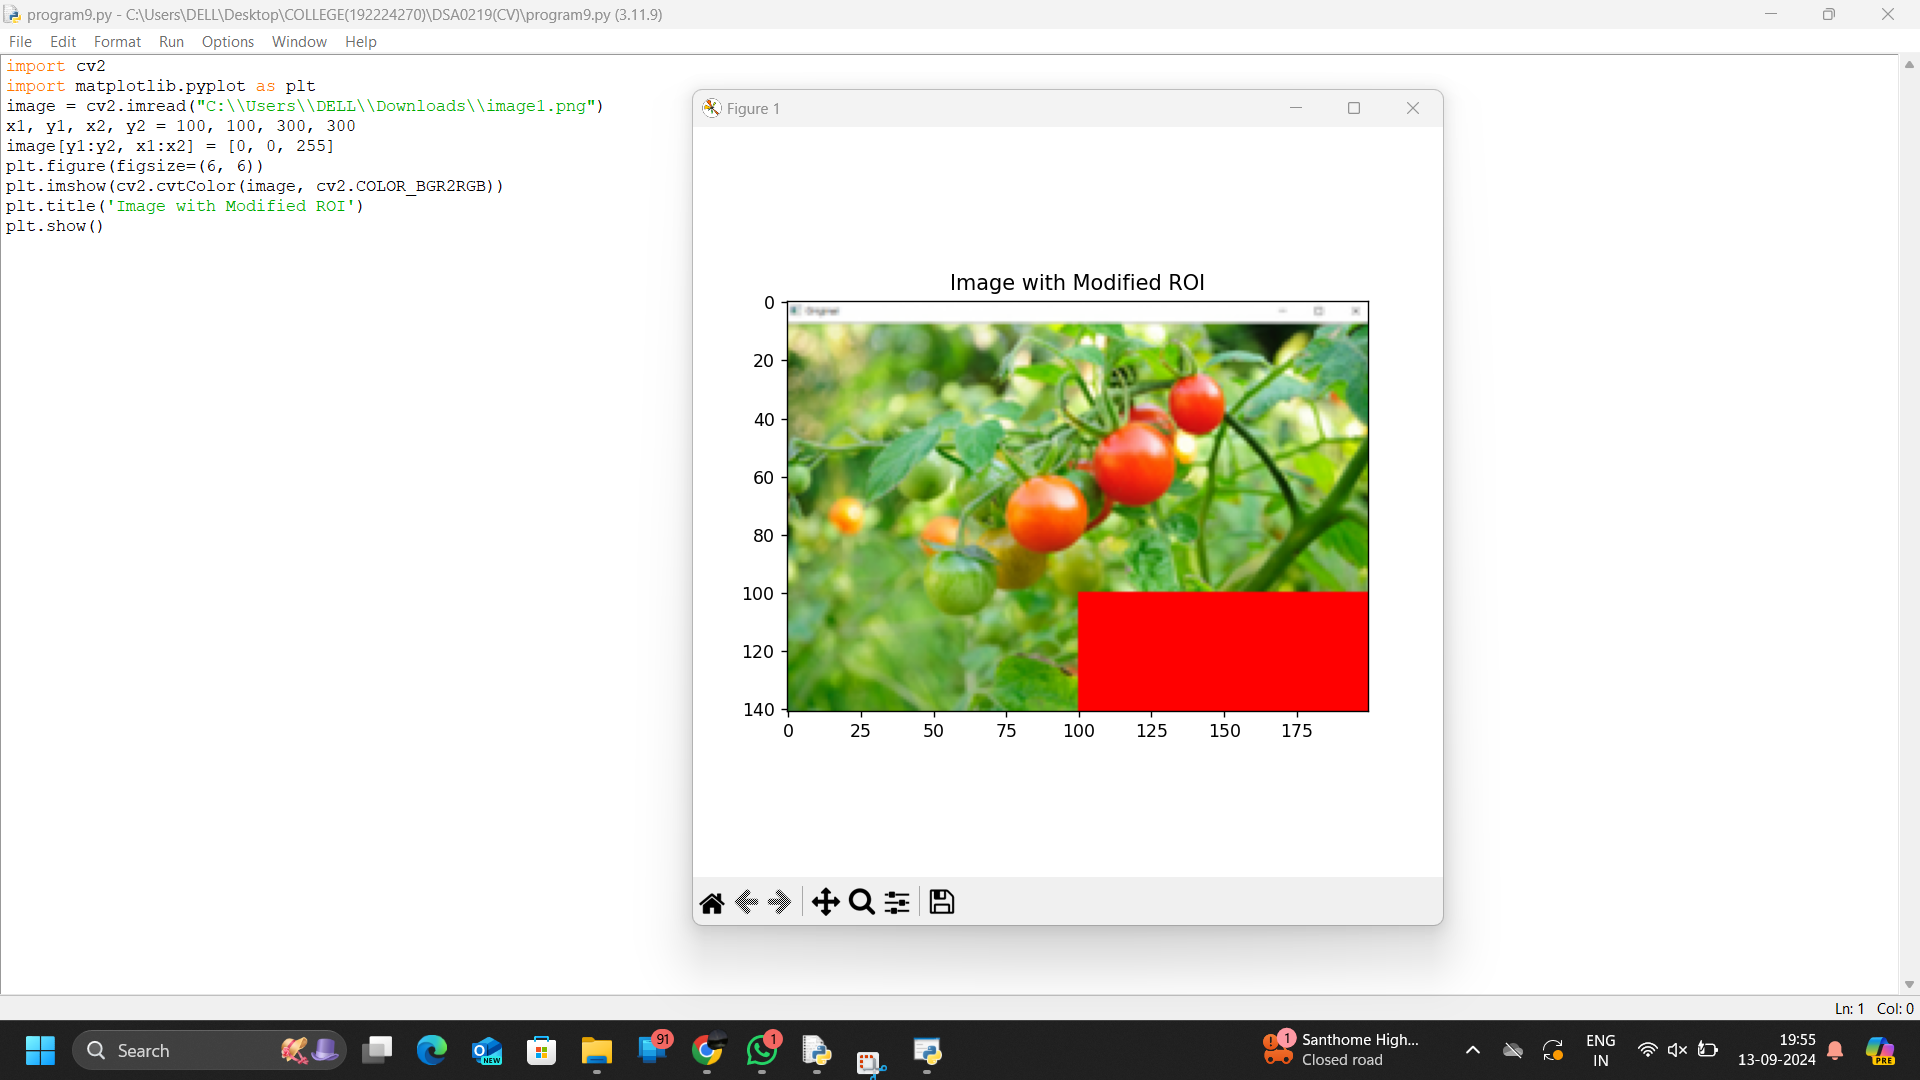 program9.py - C:\Users\DELL\Desktop\COLLEGE(192224270)\DSA0219(CV)\program9.py (3.11.9)
File Edit Format Run Options Window Help
import cv2
import matplotlib.pyplot as plt
image = cv2.imread("C:\\Users\\DELL\\Downloads\\image1.png")
x1, y1, x2, y2 = 100, 100, 300, 300
image[y1:y2, x1:x2] = [0, 0, 255]
plt.figure(figsize=(6, 6))
plt.imshow(cv2.cvtColor(image, cv2.COLOR_BGR2RGB))
plt.title('Image with Modified ROI')
plt.show()
Figure 1
Image with Modified ROI
Original
0
20
40
60
80
100
120
140
0 25 50 75 100 125 150 175
Ln: 1 Col: 0
Search
NEW
91
1
1
Santhome High...
Closed road
ENG
IN
19:55
13-09-2024
PRE